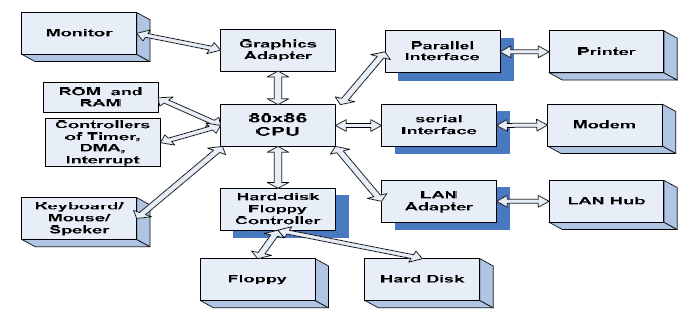 Monitor
Graphics
Adapter
Parallel
Interface
Printer
ROM and
RAM
80x86
CPU
serial
Interface
Modem
Controllers
of Timer,
DMA,
Interrupt
Keyboard/
Mouse/
Speker
Hard-disk
Floppy
Controller
LAN
Adapter
LAN Hub
Floppy
Hard Disk